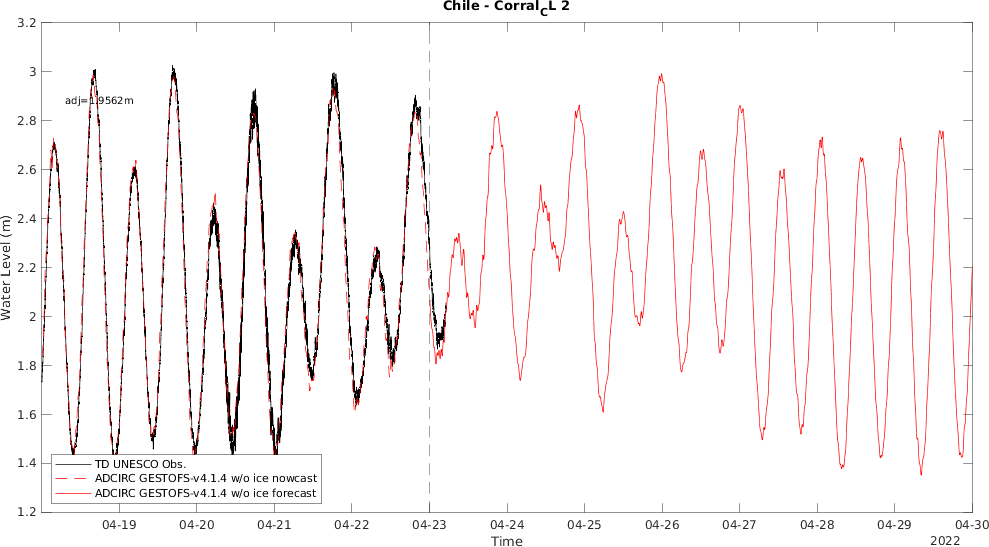 Chile - Corral_CL 2
3.2
3
2.8
2.6
2.4
2.2
2
1.8
1.6
1.4
1.2
Water Level (m)
adj=1.9562m
TD UNESCO Obs.
ADCIRC GESTOFS-v4.1.4 w/o ice nowcast
ADCIRC GESTOFS-v4.1.4 w/o ice forecast
04-19 04-20 04-21 04-22 04-23 04-24 04-25 04-26 04-27 04-28 04-29 04-30
Time
2022